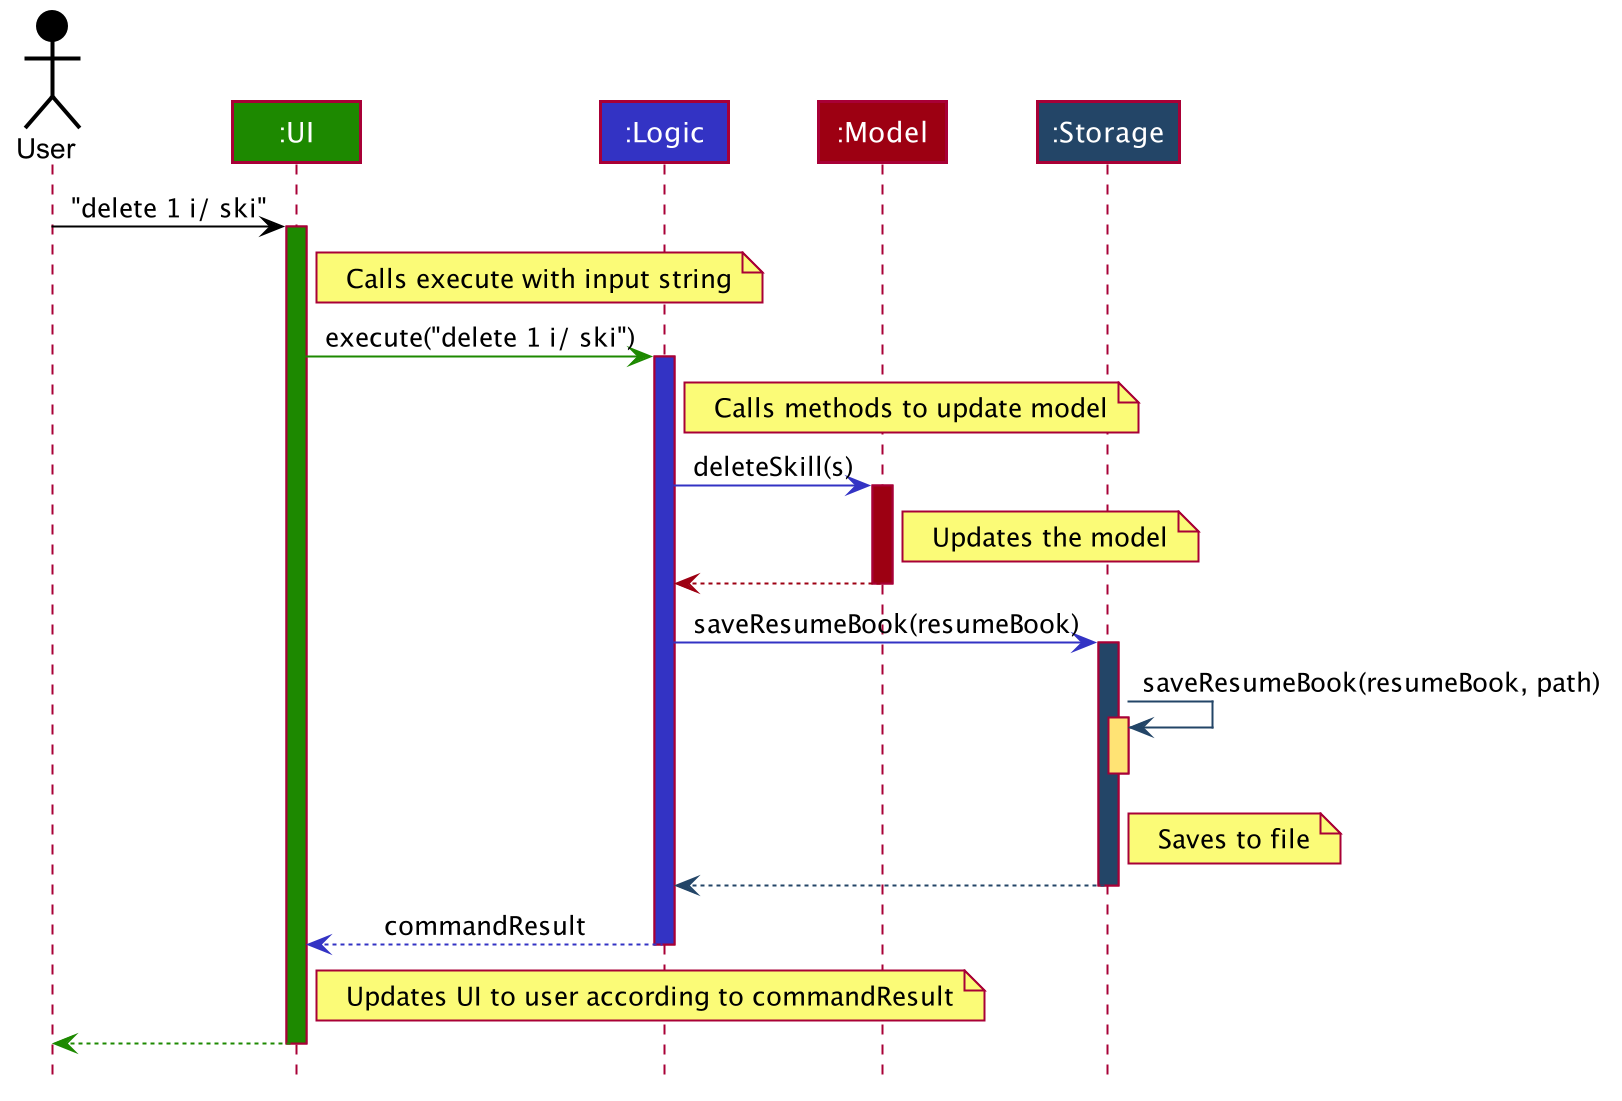 User
:UI
:Logic
:Model
:Storage
"delete 1 i/ ski"
Calls execute with input string
execute("delete 1 i/ ski")
Calls methods to update model
deleteSkill(s)
Updates the model
saveResumeBook(resumeBook)
saveResumeBook(resumeBook, path)
Saves to file
commandResult
Updates UI to user according to commandResult